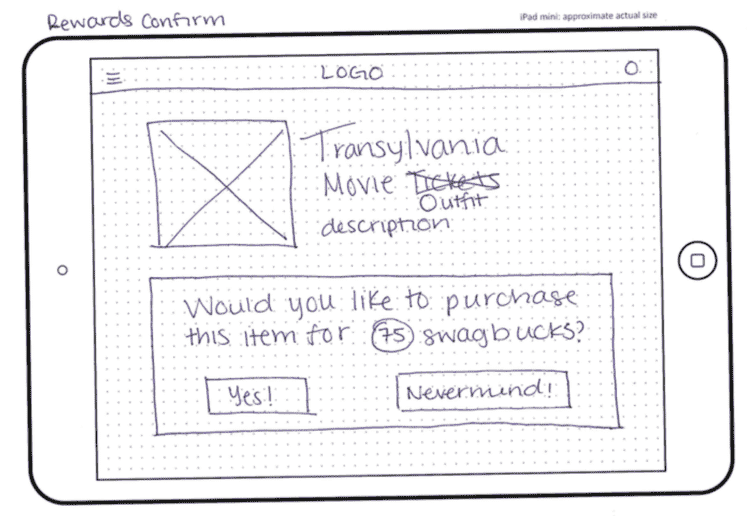 Rewards Confirm
iPad mini: approximate actual size
LOGO
Transylvania
Movie Tickets
Outfit
description
Would you like to purchase
this item for 75 swagbucks?
Yes!
Nevermind!